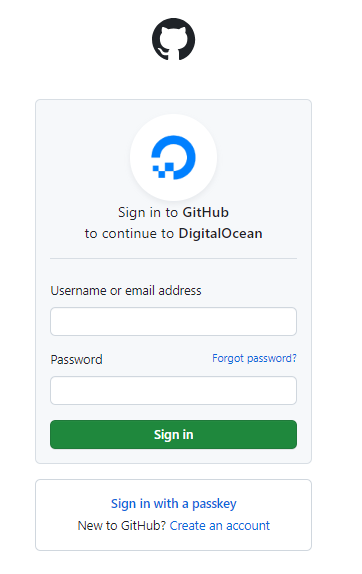 Sign in to GitHub
to continue to DigitalOcean
Username or email address
Password Forgot password?
Sign in
Sign in with a passkey
New to GitHub? Create an account